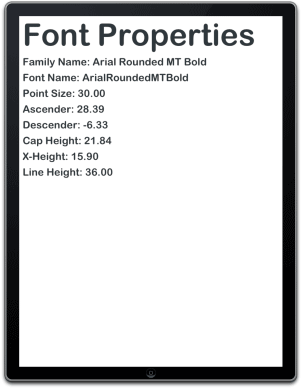 Font Properties
Family Name: Arial Rounded MT Bold
Font Name: ArialRoundedMTBold
Point Size: 30.00
Ascender: 28.39
Descender: -6.33
Cap Height: 21.84
X-Height: 15.90
Line Height: 36.00